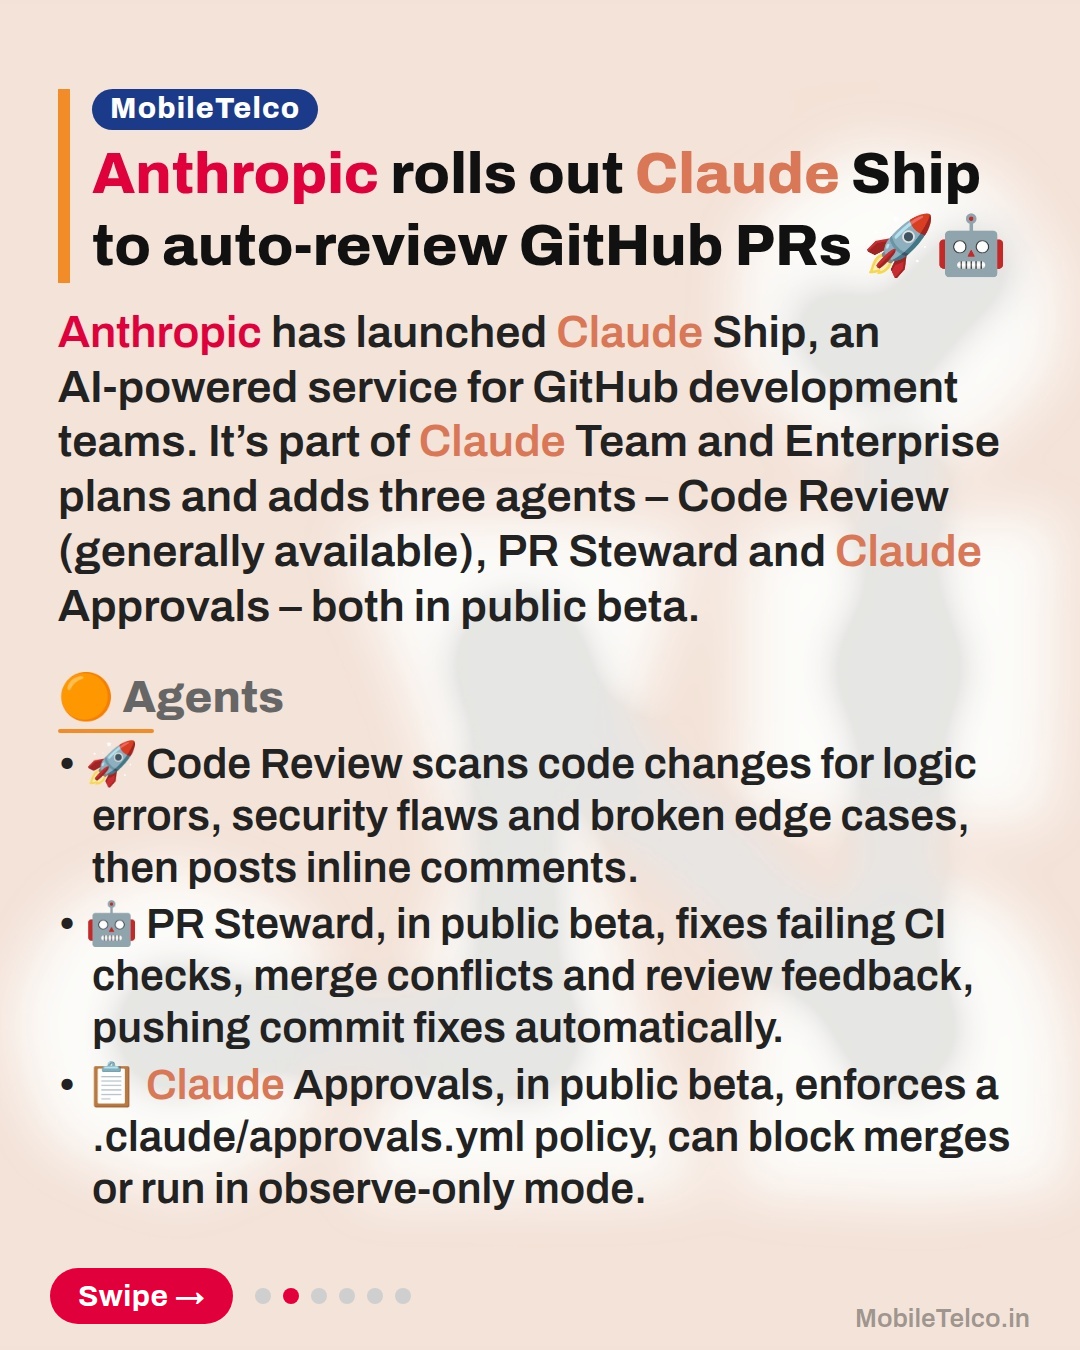 MobileTelco
Anthropic rolls out Claude Ship
to auto-review GitHub PRs 🚀🤖
Anthropic has launched Claude Ship, an
AI-powered service for GitHub development
teams. It’s part of Claude Team and Enterprise
plans and adds three agents – Code Review
(generally available), PR Steward and Claude
Approvals – both in public beta.
🟠 Agents
• 🚀 Code Review scans code changes for logic
errors, security flaws and broken edge cases,
then posts inline comments.
• 🤖 PR Steward, in public beta, fixes failing CI
checks, merge conflicts and review feedback,
pushing commit fixes automatically.
• 📋 Claude Approvals, in public beta, enforces a
.claude/approvals.yml policy, can block merges
or run in observe-only mode.
Swipe →
MobileTelco.in